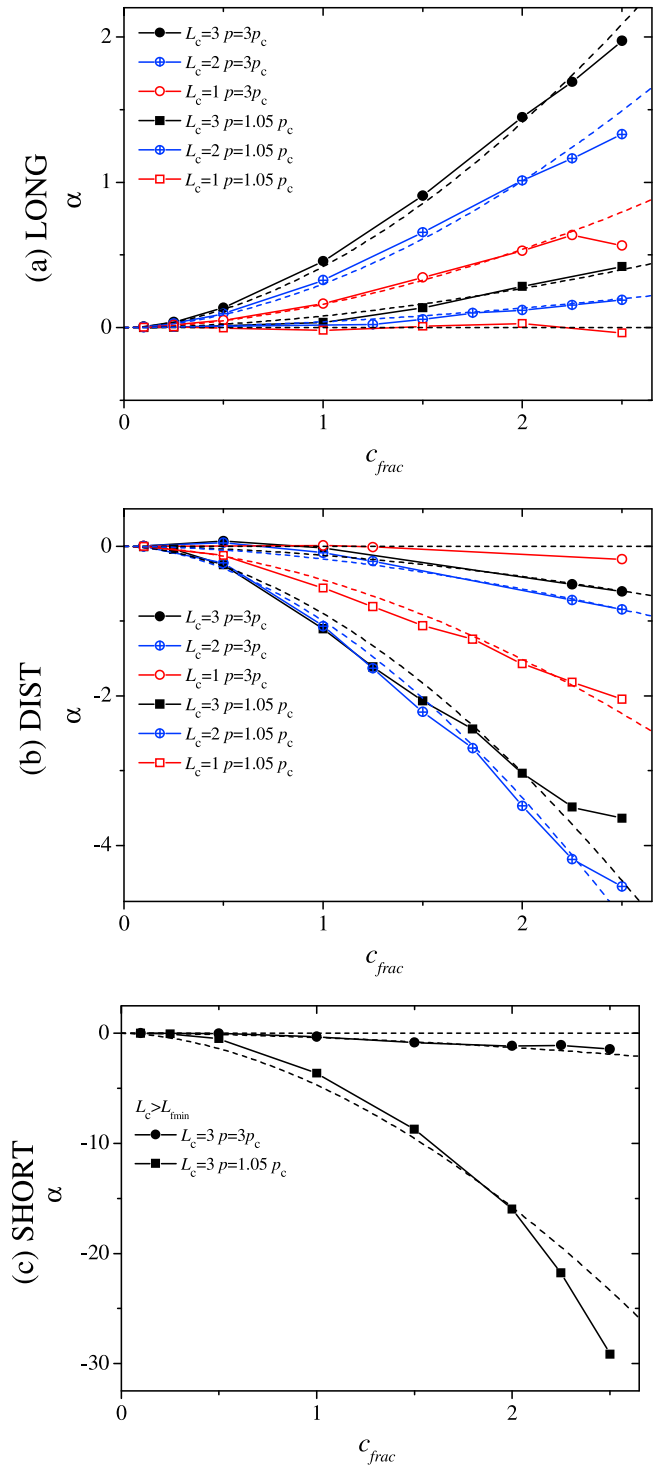 2
1
0
0
1
2
L_c=3 p=3p_c
L_c=2 p=3p_c
L_c=1 p=3p_c
L_c=3 p=1.05 p_c
L_c=2 p=1.05 p_c
L_c=1 p=1.05 p_c
(a) LONG
α
c_frac
0
-2
-4
0
1
2
L_c=3 p=3p_c
L_c=2 p=3p_c
L_c=1 p=3p_c
L_c=3 p=1.05 p_c
L_c=2 p=1.05 p_c
L_c=1 p=1.05 p_c
(b) DIST
α
c_frac
0
-10
-20
-30
0
1
2
L_c>L_fmin
L_c=3 p=3p_c
L_c=3 p=1.05 p_c
(c) SHORT
α
c_frac